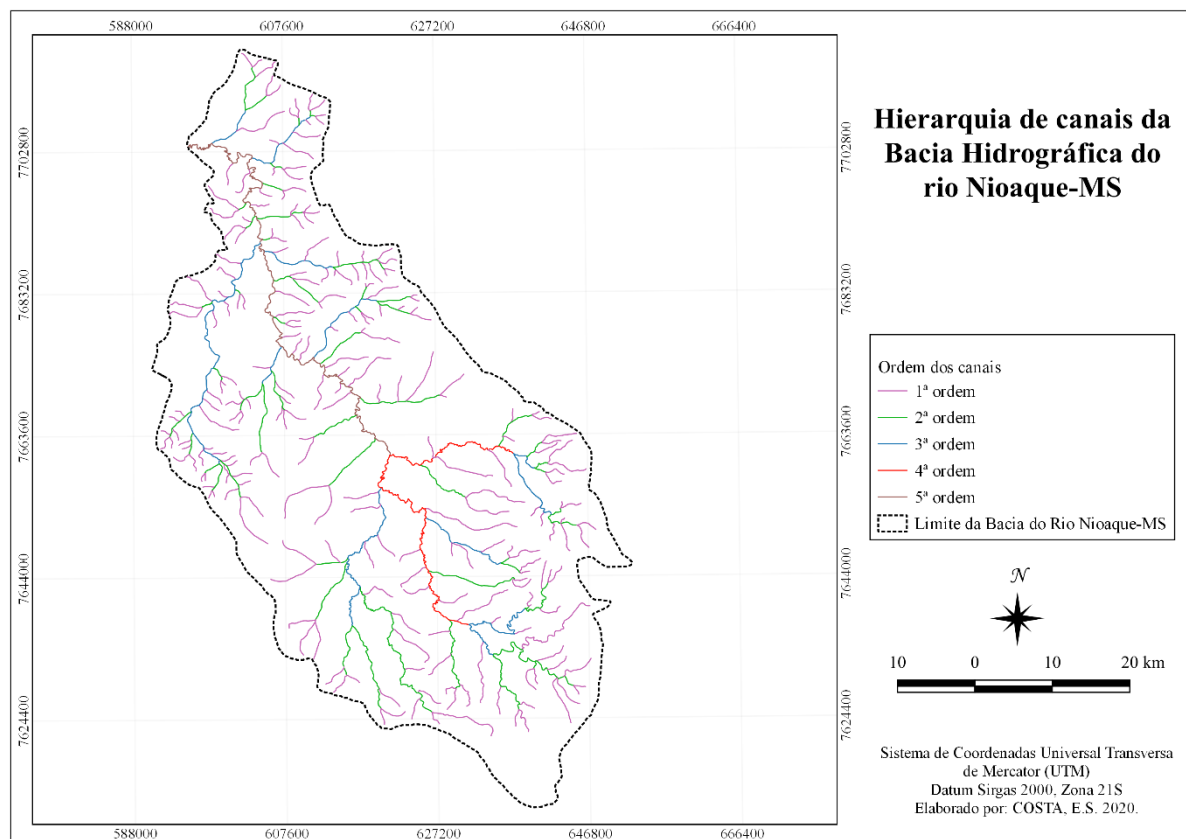 588000 607600 627200 646800 666400
7702800 7702800
7683200 7683200
7663600 7663600
7644000 7644000
7624400 7624400
588000 607600 627200 646800 666400
Hierarquia de canais da
Bacia Hidrográfica do
rio Nioaque-MS
Ordem dos canais
1ª ordem
2ª ordem
3ª ordem
4ª ordem
5ª ordem
Limite da Bacia do Rio Nioaque-MS
N
10 0 10 20 km
Sistema de Coordenadas Universal Transversa
de Mercator (UTM)
Datum Sirgas 2000, Zona 21S
Elaborado por: COSTA, E.S. 2020.